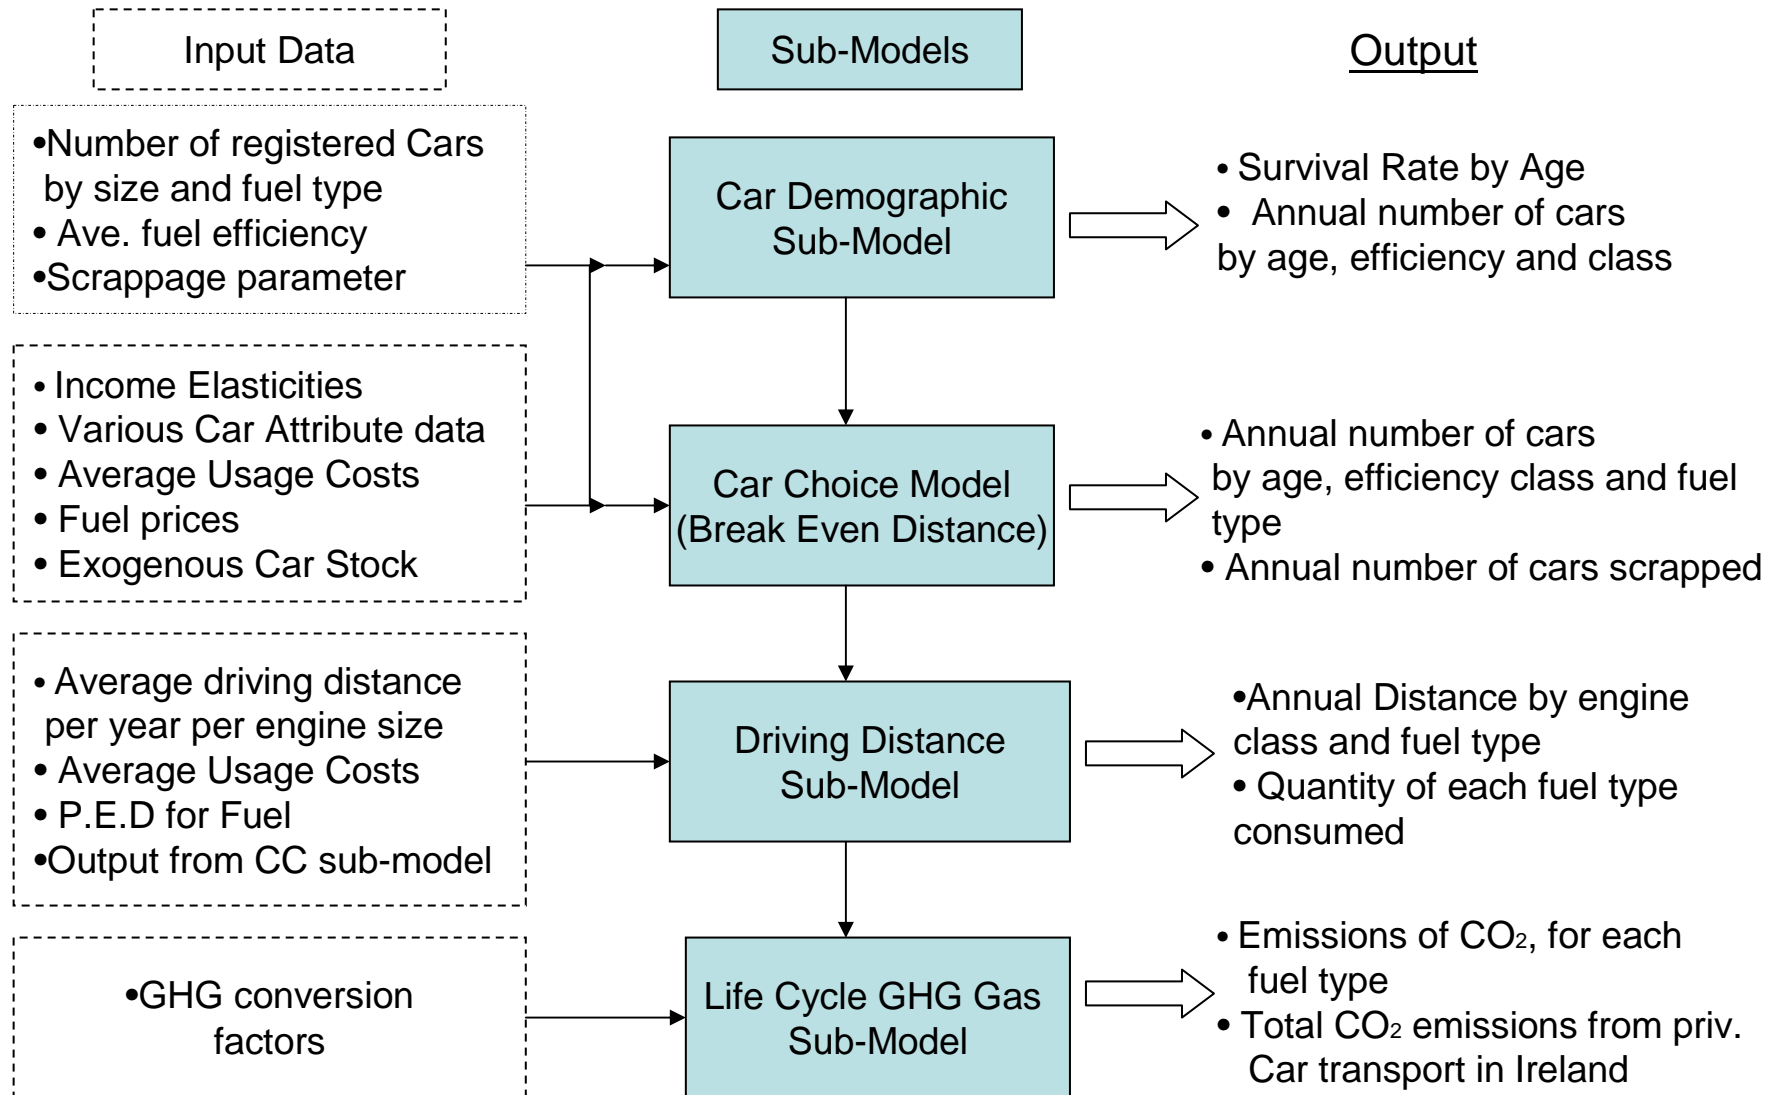 Input Data
Sub-Models
Output
•Number of registered Cars
by size and fuel type
• Ave. fuel efficiency
•Scrappage parameter
Car Demographic
Sub-Model
• Survival Rate by Age
• Annual number of cars
by age, efficiency and class
• Income Elasticities
• Various Car Attribute data
• Average Usage Costs
• Fuel prices
• Exogenous Car Stock
Car Choice Model
(Break Even Distance)
• Annual number of cars
by age, efficiency class and fuel
type
• Annual number of cars scrapped
• Average driving distance
per year per engine size
• Average Usage Costs
• P.E.D for Fuel
•Output from CC sub-model
Driving Distance
Sub-Model
•Annual Distance by engine
class and fuel type
• Quantity of each fuel type
consumed
•GHG conversion
factors
Life Cycle GHG Gas
Sub-Model
• Emissions of CO₂, for each
fuel type
• Total CO₂ emissions from priv.
Car transport in Ireland